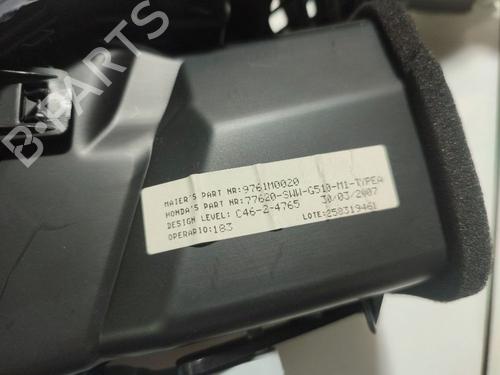 B-PARTS
MAIER'S PART NR:9761M0020
HONDA'S PART NR:77620-SWW-G510-M1-TYPEA
DESIGN LEVEL: C46-2-4765 30/03/2007
OPERARIO:183 LOTE:258319461